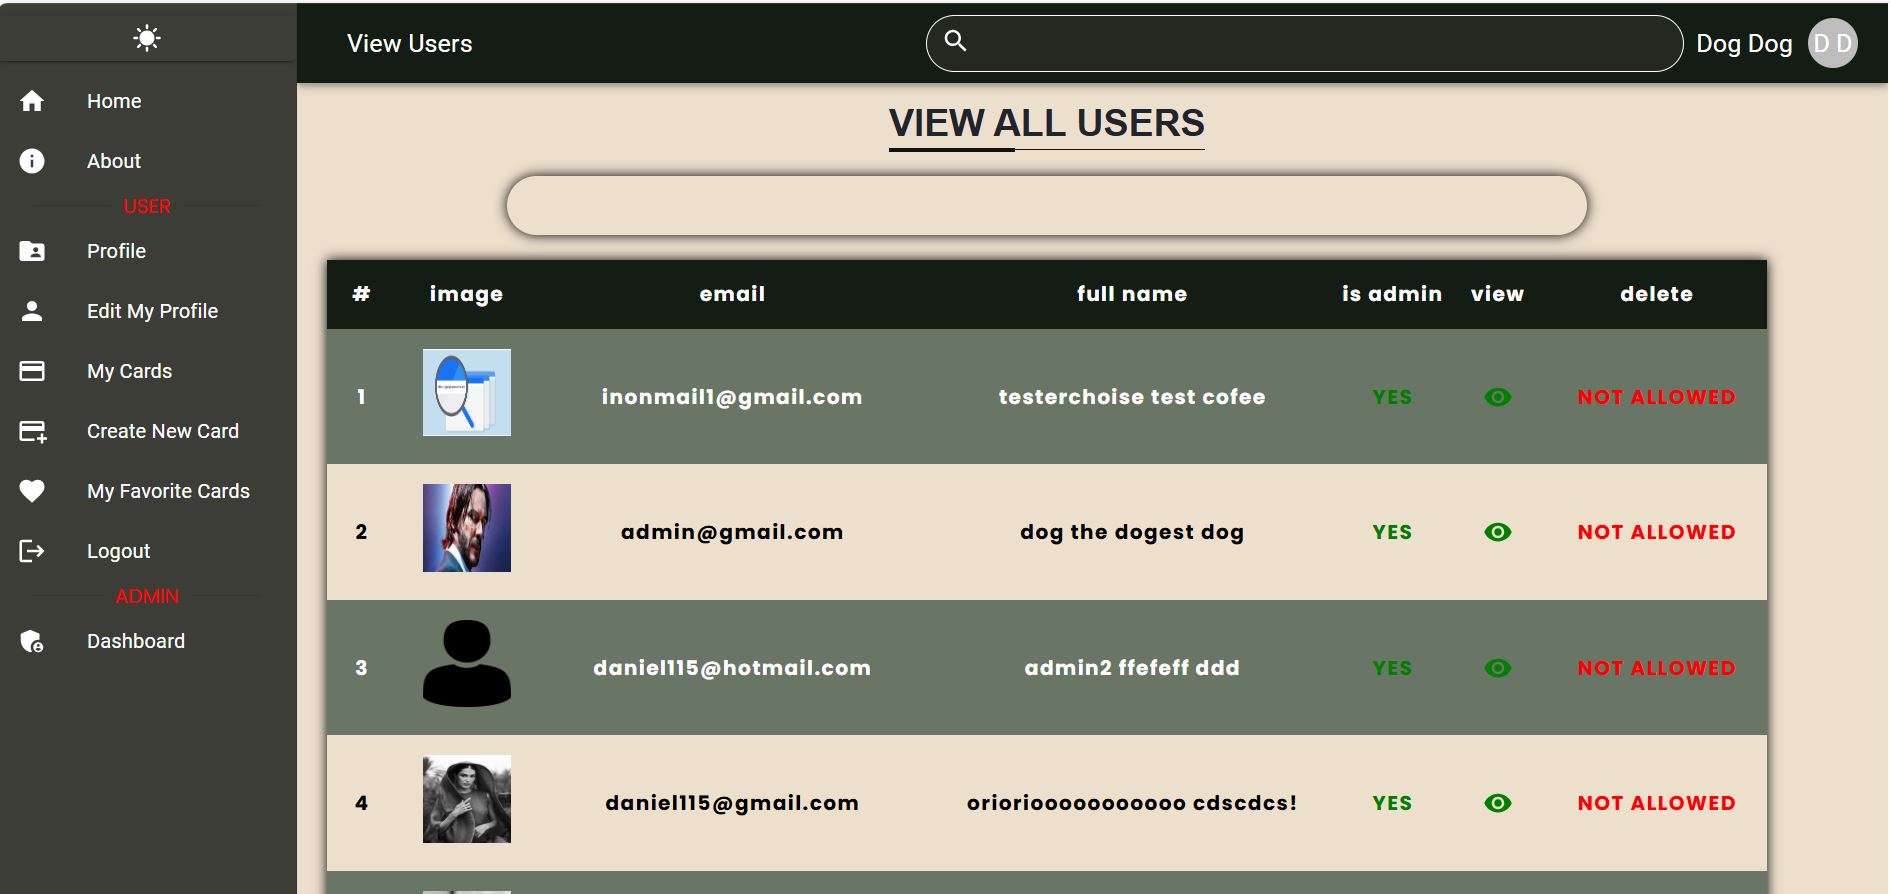 View Users
Dog Dog
D D
Home
About
USER
Profile
Edit My Profile
My Cards
Create New Card
My Favorite Cards
Logout
ADMIN
Dashboard
VIEW ALL USERS
# image email full name is admin view delete
1 inonmail1@gmail.com testerchoise test cofee YES NOT ALLOWED
2 admin@gmail.com dog the dogest dog YES NOT ALLOWED
3 daniel115@hotmail.com admin2 ffefeff ddd YES NOT ALLOWED
4 daniel115@gmail.com orioriooooooooooo cdscdcs! YES NOT ALLOWED